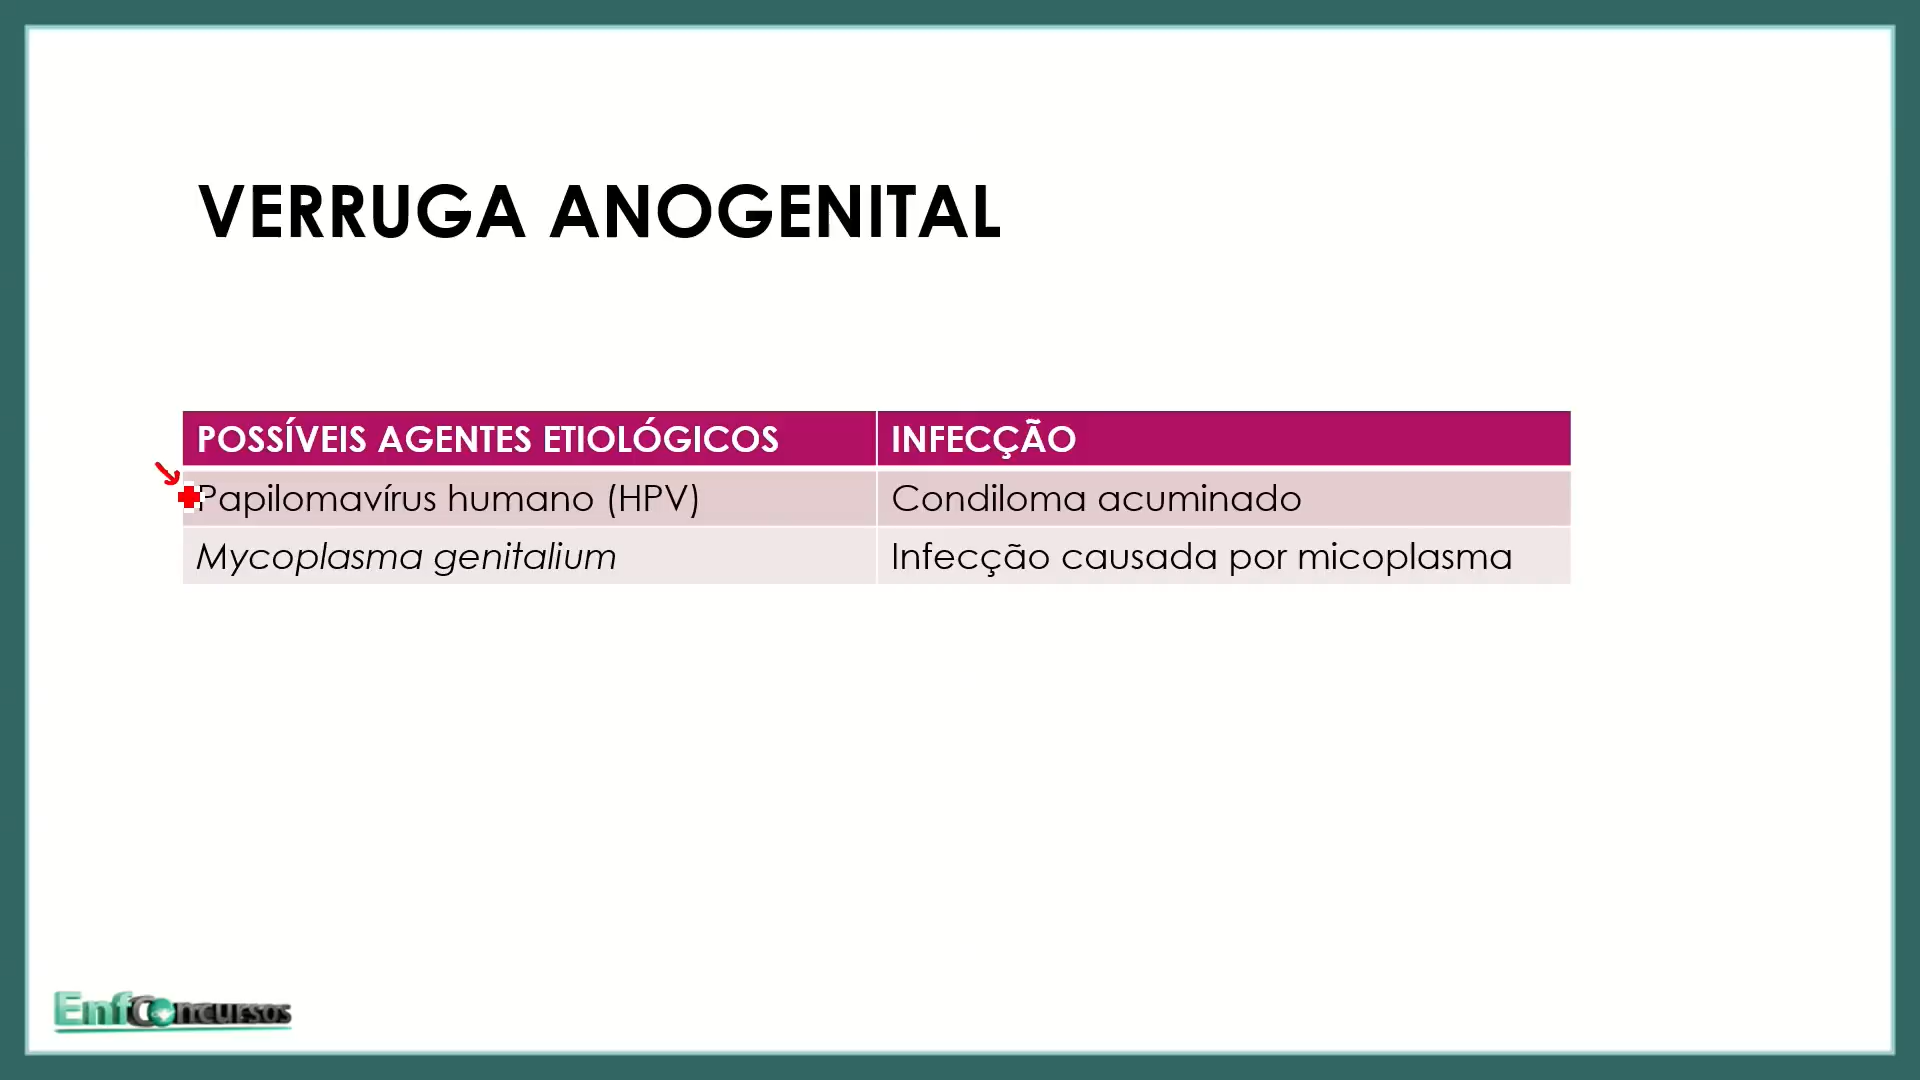 VERRUGA ANOGENITAL
POSSÍVEIS AGENTES ETIOLÓGICOS
INFECÇÃO
Papilomavírus humano (HPV)
Condiloma acuminado
Mycoplasma genitalium
Infecção causada por micoplasma
EnfConcursos